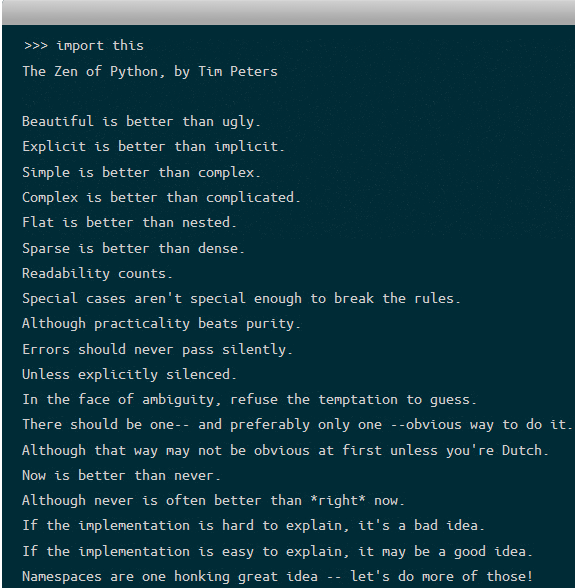 >>> import this
The Zen of Python, by Tim Peters
Beautiful is better than ugly.
Explicit is better than implicit.
Simple is better than complex.
Complex is better than complicated.
Flat is better than nested.
Sparse is better than dense.
Readability counts.
Special cases aren't special enough to break the rules.
Although practicality beats purity.
Errors should never pass silently.
Unless explicitly silenced.
In the face of ambiguity, refuse the temptation to guess.
There should be one-- and preferably only one --obvious way to do it.
Although that way may not be obvious at first unless you're Dutch.
Now is better than never.
Although never is often better than *right* now.
If the implementation is hard to explain, it's a bad idea.
If the implementation is easy to explain, it may be a good idea.
Namespaces are one honking great idea -- let's do more of those!